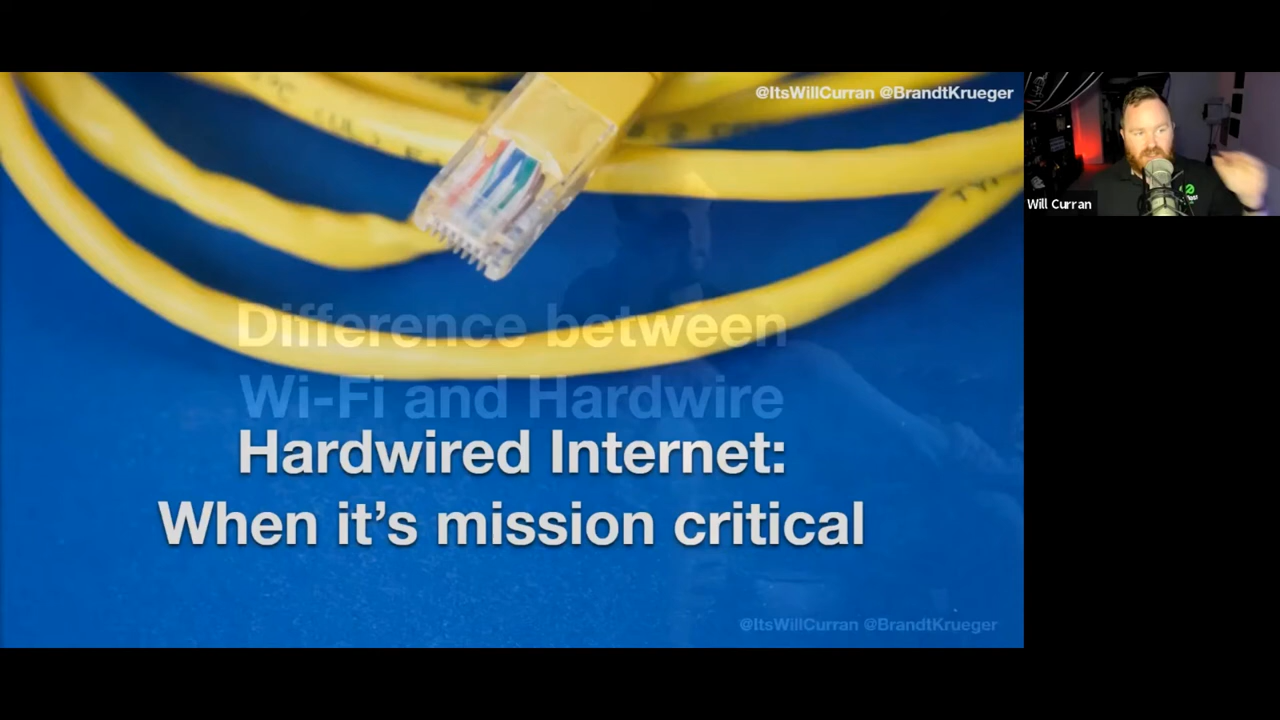 @ItsWillCurran @BrandtKrueger
Will Curran
Difference between
Wi-Fi and Hardwire
Hardwired Internet:
When it’s mission critical
@ItsWillCurran @BrandtKrueger